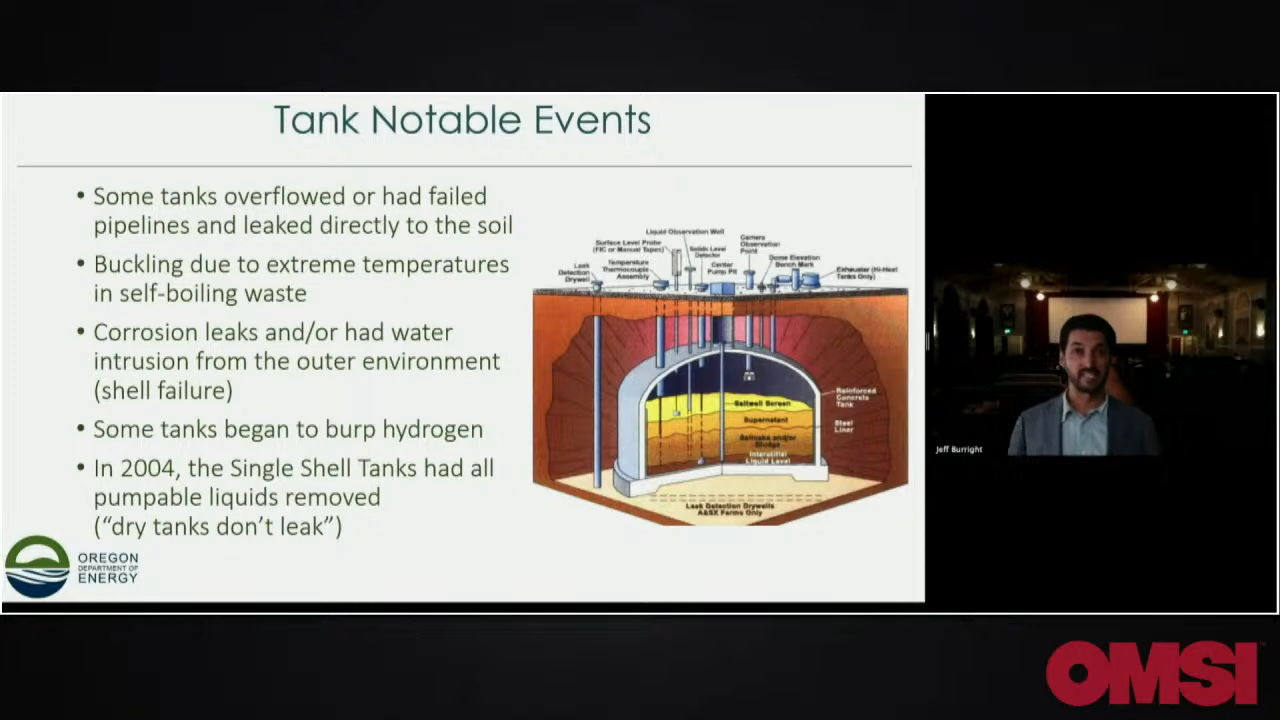 Tank Notable Events
• Some tanks overflowed or had failed
pipelines and leaked directly to the soil
• Buckling due to extreme temperatures
in self-boiling waste
• Corrosion leaks and/or had water
intrusion from the outer environment
(shell failure)
• Some tanks began to burp hydrogen
• In 2004, the Single Shell Tanks had all
pumpable liquids removed
(“dry tanks don’t leak”)
Liquid Observation Well
Surface Level Probe
(FIC or Manual Tapes)
Solids Level
Detector
Camera
Observation
Point
Leak
Detection
Drywell
Temperature
Thermocouple
Assembly
Center
Pump Pit
Dome Elevation
Bench Mark
Exhauster (Hi-Heat
Tanks Only)
Saltwell Screen
Supernatant
Saltcake and/or
Sludge
Interstitial
Liquid Level
Reinforced
Concrete
Tank
Steel
Liner
Leak Detection Drywells
A&SX Farms Only
OREGON
DEPARTMENT OF
ENERGY
Jeff Burright
OMSI